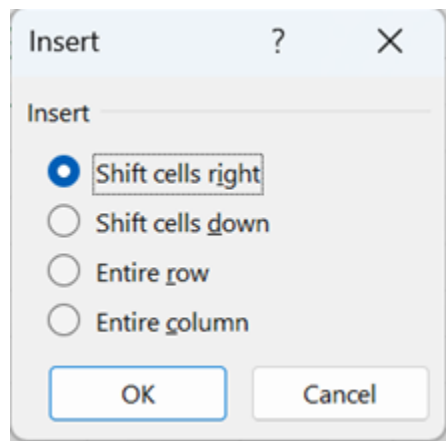 Insert ?
Insert
Shift cells right
Shift cells down
Entire row
Entire column
OK Cancel